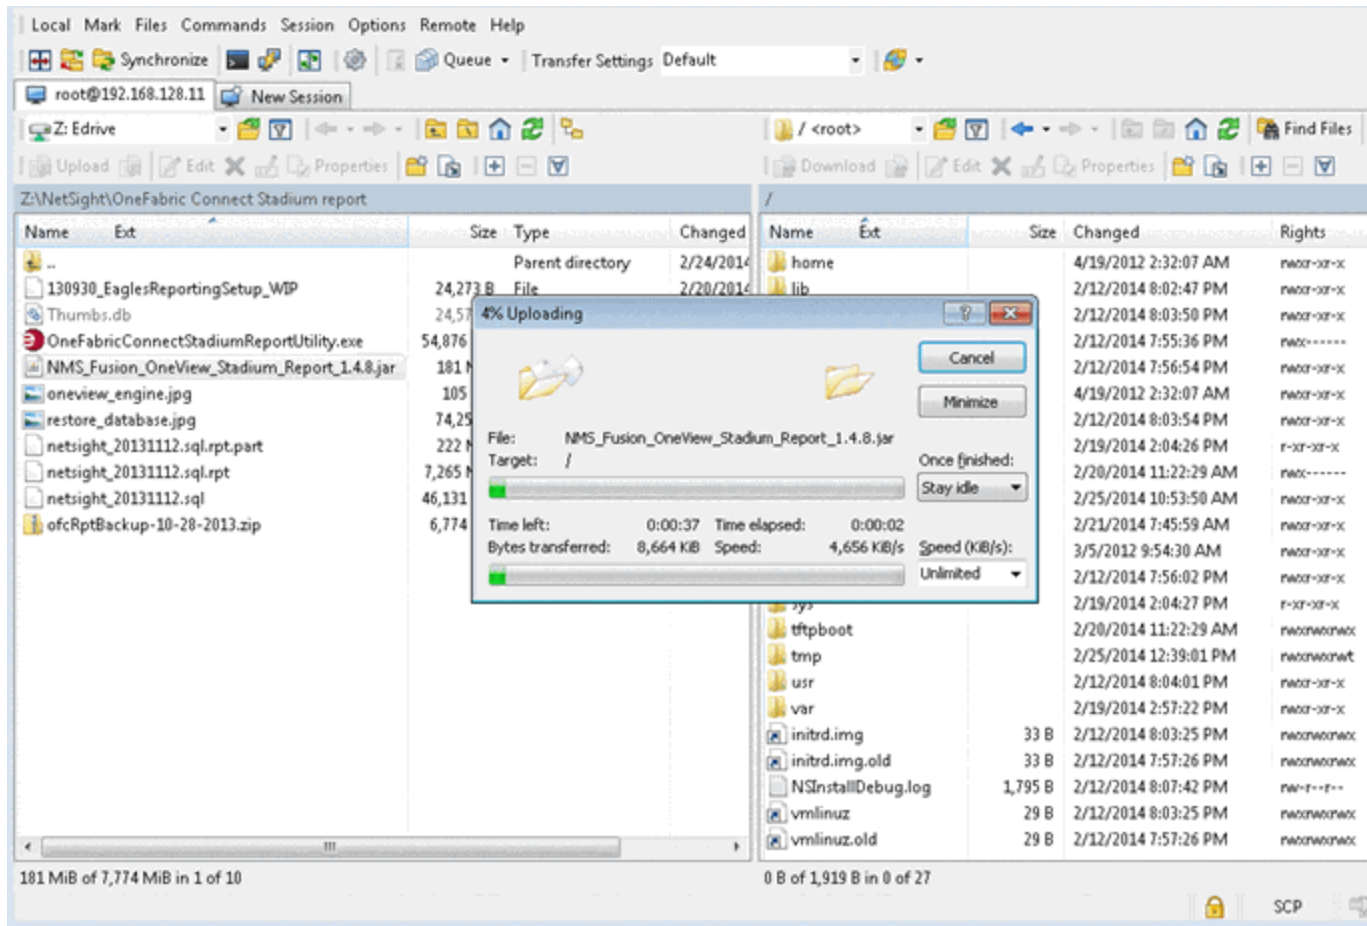 Local Mark Files Commands Session Options Remote Help
Synchronize Queue Transfer Settings Default
root@192.168.128.11 New Session
Z: Edrive / <root> Find Files
Upload Edit Properties Download Edit Properties
Z:\NetSight\OneFabric Connect Stadium report /
Name Ext Size Type Changed Name Ext Size Changed Rights
.. Parent directory 2/24/2014 home 4/19/2012 2:32:07 AM rwxr-xr-x
130930_EaglesReportingSetup_WIP 24,273 B File 2/20/2014 lib 2/12/2014 8:02:47 PM rwxr-xr-x
Thumbs.db 24,57 4% Uploading 2/12/2014 8:03:50 PM rwxr-xr-x
OneFabricConnectStadiumReportUtility.exe 54,876 2/12/2014 7:55:36 PM rwx------
NMS_Fusion_OneView_Stadium_Report_1.4.8.jar 181 Cancel 2/12/2014 7:56:54 PM rwxr-xr-x
oneview_engine.jpg 105 Minimize 4/19/2012 2:32:07 AM rwxr-xr-x
restore_database.jpg 74,25 2/12/2014 8:03:54 PM rwxr-xr-x
netsight_20131112.sql.rpt.part 222 File: NMS_Fusion_OneView_Stadium_Report_1.4.8.jar 2/19/2014 2:04:26 PM r-xr-xr-x
netsight_20131112.sql.rpt 7,265 Target: / Once finished: 2/20/2014 11:22:29 AM rwx------
netsight_20131112.sql 46,131 Stay idle 2/25/2014 10:53:50 AM rwxr-xr-x
ofcRptBackup-10-28-2013.zip 6,774 Time left: 0:00:37 Time elapsed: 0:00:02 2/21/2014 7:45:59 AM rwxr-xr-x
Bytes transferred: 8,664 KiB Speed: 4,656 KiB/s Speed (KiB/s): 3/5/2012 9:54:30 AM rwxr-xr-x
Unlimited 2/12/2014 7:56:02 PM rwxr-xr-x
sys 2/19/2014 2:04:27 PM r-xr-xr-x
tftpboot 2/20/2014 11:22:29 AM rwxrwxrwx
tmp 2/25/2014 12:39:01 PM rwxrwxrwt
usr 2/12/2014 8:04:01 PM rwxr-xr-x
var 2/19/2014 2:57:22 PM rwxr-xr-x
initrd.img 33 B 2/12/2014 8:03:25 PM rwxrwxrwx
initrd.img.old 33 B 2/12/2014 7:57:26 PM rwxrwxrwx
NSInstallDebug.log 1,795 B 2/12/2014 8:07:42 PM rw-r--r--
vmlinuz 29 B 2/12/2014 8:03:25 PM rwxrwxrwx
vmlinuz.old 29 B 2/12/2014 7:57:26 PM rwxrwxrwx
181 MiB of 7,774 MiB in 1 of 10 0 B of 1,919 B in 0 of 27
SCP